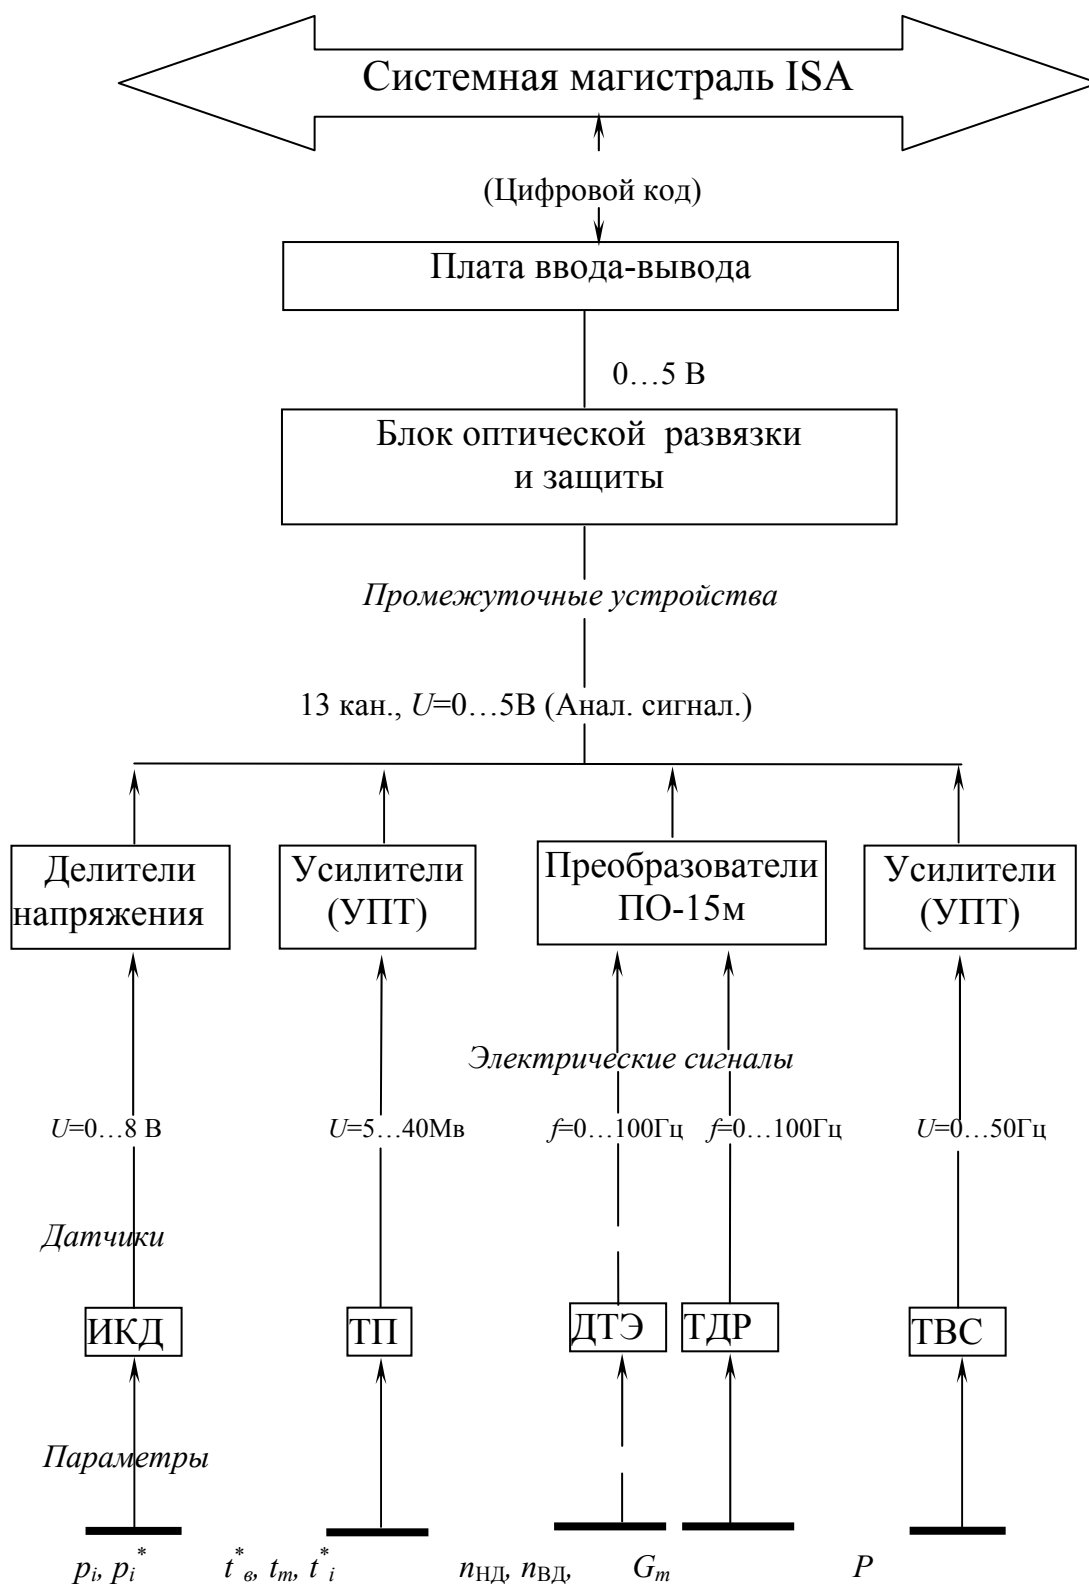 Системная магистраль ISA
(Цифровой код)
Плата ввода-вывода
0…5 В
Блок оптической развязки
и защиты
Промежуточные устройства
13 кан., U=0…5В (Анал. сигнал.)
Делители
напряжения
Усилители
(УПТ)
Преобразователи
ПО-15м
Усилители
(УПТ)
Электрические сигналы
U=0…8 В
U=5…40Мв
f=0…100Гц
f=0…100Гц
U=0…50Гц
Датчики
ИКД
ТП
ДТЭ
ТДР
ТВС
Параметры
pi, pi*
t*в, tт, t*i
nНД, nВД,
Gт
P